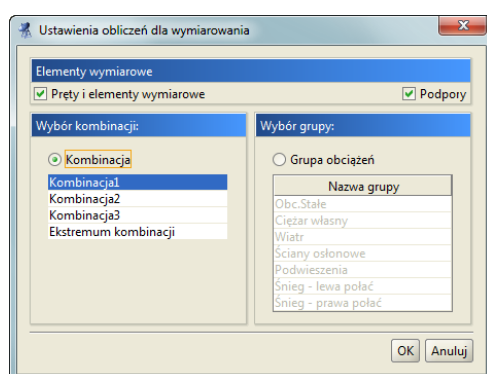 Ustawienia obliczeń dla wymiarowania
Elementy wymiarowe
Pręty i elementy wymiarowe
Podpory
Wybór kombinacji:
Kombinacja
Kombinacja1
Kombinacja2
Kombinacja3
Ekstremum kombinacji
Wybór grupy:
Grupa obciążeń
Nazwa grupy
Obc.Stałe
Ciężar własny
Wiatr
Ściany osłonowe
Podwieszenia
Śnieg - lewa połać
Śnieg - prawa połać
OK
Anuluj